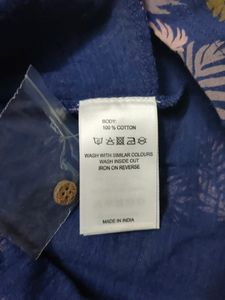 BODY:
100% COTTON
WASH WITH SIMILAR COLOURS
WASH INSIDE OUT
IRON ON REVERSE
MADE IN INDIA